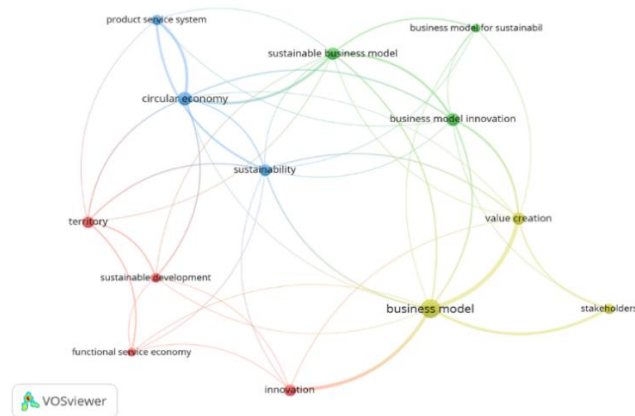 product service system
business model for sustainabil
sustainable business model
circular economy
business model innovation
sustainability
territory
value creation
sustainable development
business model
stakeholders
functional service economy
innovation
VOSviewer